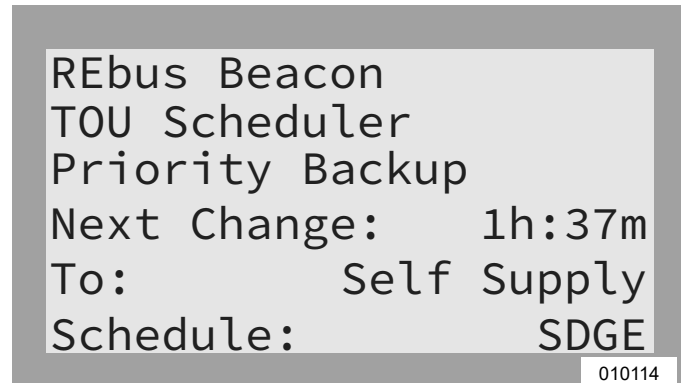 REbus Beacon
TOU Scheduler
Priority Backup
Next Change: 1h:37m
To: Self Supply
Schedule: SDGE
010114